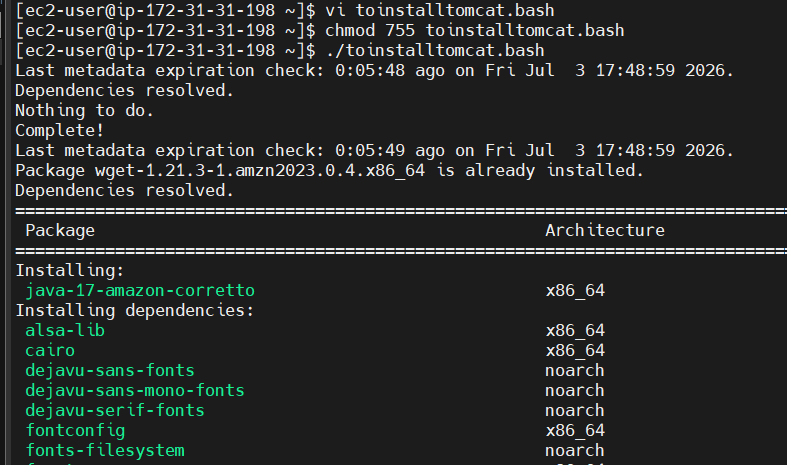 [ec2-user@ip-172-31-31-198 ~]$ vi toinstalltomcat.bash
[ec2-user@ip-172-31-31-198 ~]$ chmod 755 toinstalltomcat.bash
[ec2-user@ip-172-31-31-198 ~]$ ./toinstalltomcat.bash
Last metadata expiration check: 0:05:48 ago on Fri Jul  3 17:48:59 2026.
Dependencies resolved.
Nothing to do.
Complete!
Last metadata expiration check: 0:05:49 ago on Fri Jul  3 17:48:59 2026.
Package wget-1.21.3-1.amzn2023.0.4.x86_64 is already installed.
Dependencies resolved.
================================================================================
 Package                                             Architecture
================================================================================
Installing:
 java-17-amazon-corretto                             x86_64
Installing dependencies:
 alsa-lib                                            x86_64
 cairo                                               x86_64
 dejavu-sans-fonts                                   noarch
 dejavu-sans-mono-fonts                              noarch
 dejavu-serif-fonts                                  noarch
 fontconfig                                          x86_64
 fonts-filesystem                                    noarch